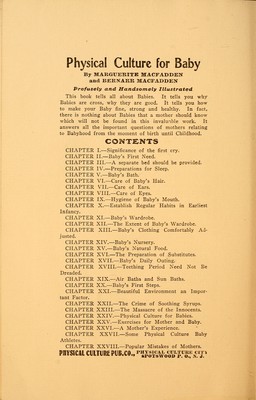 Physical Culture for Baby
By MARGUERITE MACFADDEN
and BERNARR MACFADDEN
Profusely and Handsomely Illustrated
This book tells all about Babies. It tells you why
Babies are cross, why they are good. It tells you how
to make your Baby fine, strong and healthy. In fact,
there is nothing about Babies that a mother should know
which will not be found in this invaluable work. It
answers all the important questions of mothers relating
to Babyhood from the moment of birth until Childhood.
CONTENTS
CHAPTER I.—Significance of the first cry.
CHAPTER II.—Baby's First Need.
CHAPTER III.—A separate bed should be provided.
CHAPTER IV.—Preparations for Sleep.
CHAPTER V.—Baby's Bath.
CHAPTER VI.—Care of Baby's Hair.
CHAPTER VII.—Care of Ears.
CHAPTER VIII.—Care of Eyes.
CHAPTER IX.—Hygiene of Baby's Mouth.
CHAPTER X.—Establish Regular Habits in Earliest
Infancy.
CHAPTER XI.—Baby's Wardrobe.
CHAPTER XII.—The Extent of Baby's Wardrobe.
CHAPTER XIII.—Baby's Clothing Comfortably Ad-
justed.
CHAPTER XIV.—Baby's Nursery.
CHAPTER XV.—Baby's Natural Food.
CHAPTER XVI.—The Preparation of Substitutes.
CHAPTER XVII.—Baby's Daily Outing.
CHAPTER XVIII.—Teething Period Need Not Be
Dreaded.
CHAPTER XIX.—Air Baths and Sun Baths.
CHAPTER XX.—Baby's First Steps.
CHAPTER XXI.—Beautiful Environment an Impor-
tant Factor.
CHAPTER XXII.—The Crime of Soothing Syrups.
CHAPTER XXIII.—The Massacre of the Innocents.
CHAPTER XXIV.—Physical Culture for Babies.
CHAPTER XXV.—Exercises for Mother and Baby.
CHAPTER XXVI.—A Mother's Experience.
CHAPTER XXVII.—Some Physical Culture Baby
Athletes.
CHAPTER XXVIII.—Popular Mistakes of Mothers.
PHYSICAL CULTURE PUB. CO., PHYSICAL CULTURE CITY
SPOTSWOOD P. O., N. J.